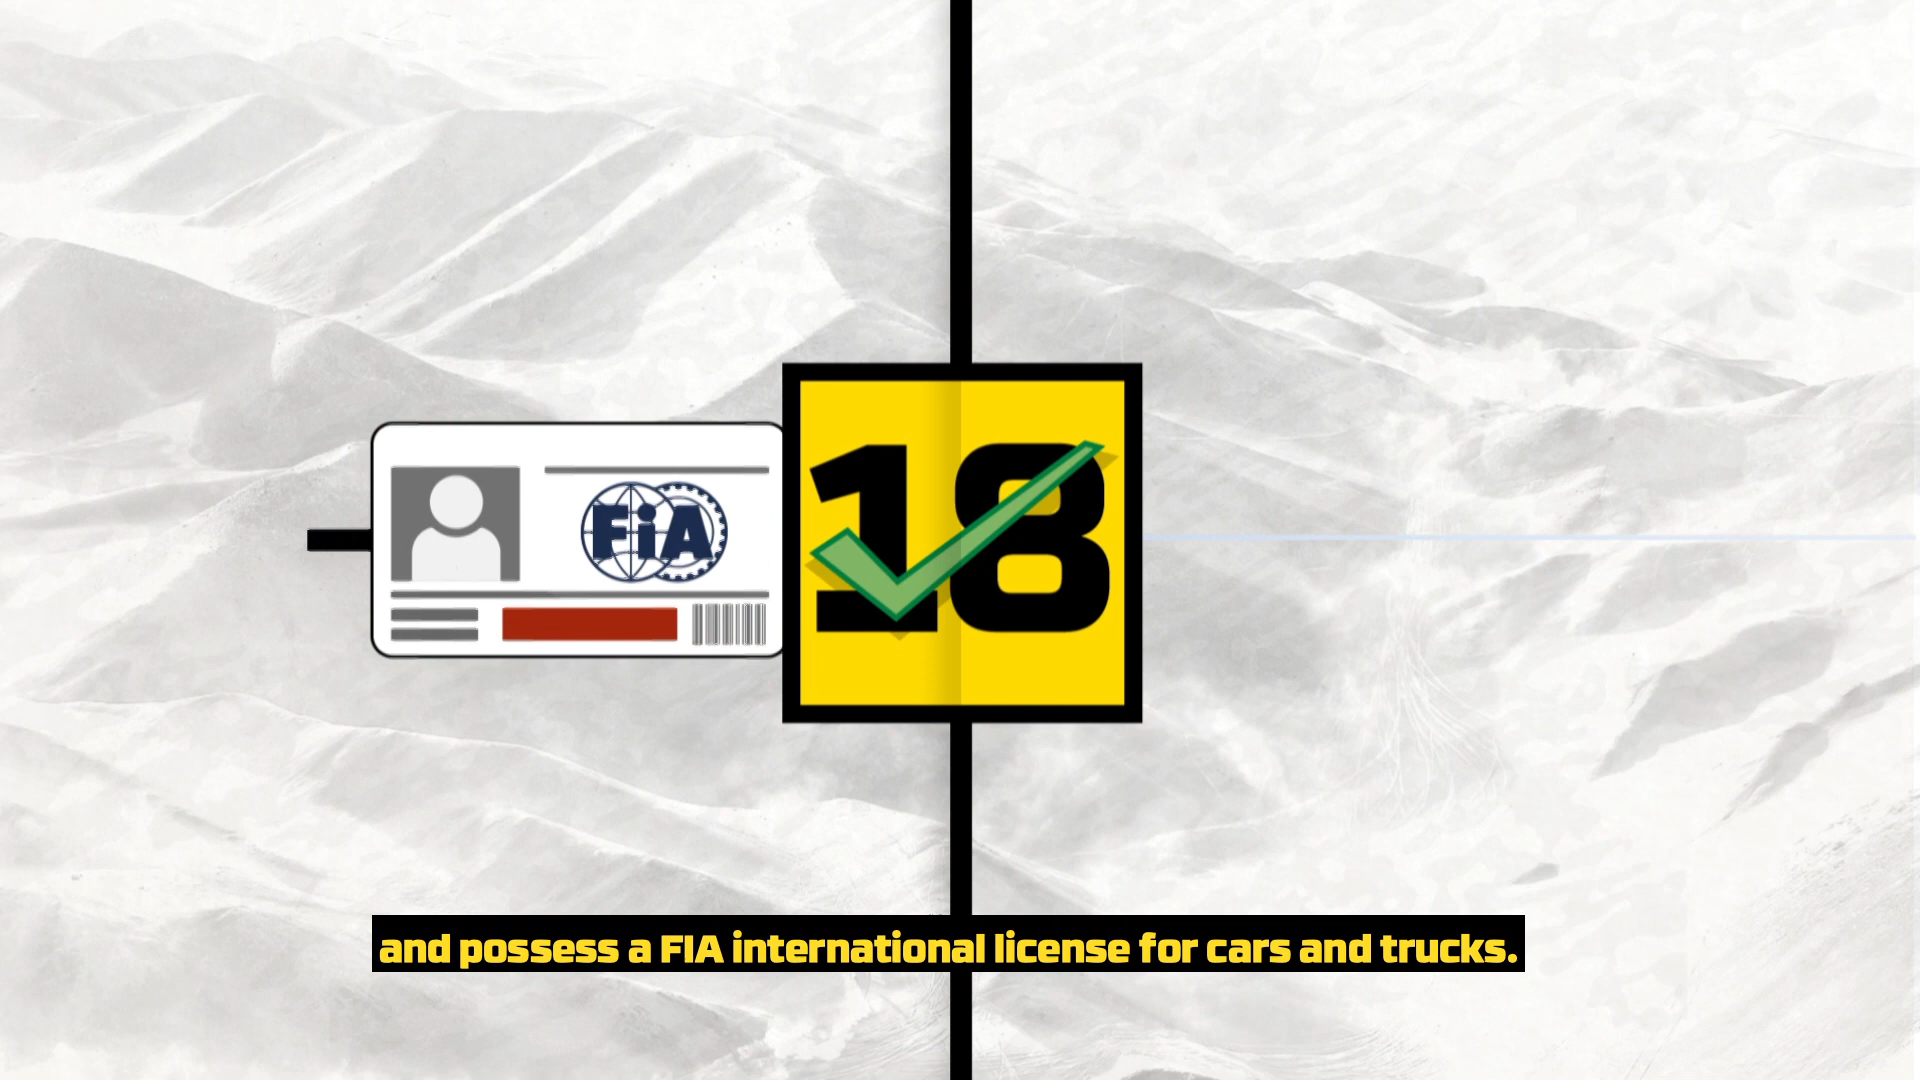 FiA
18
and possess a FIA international license for cars and trucks.